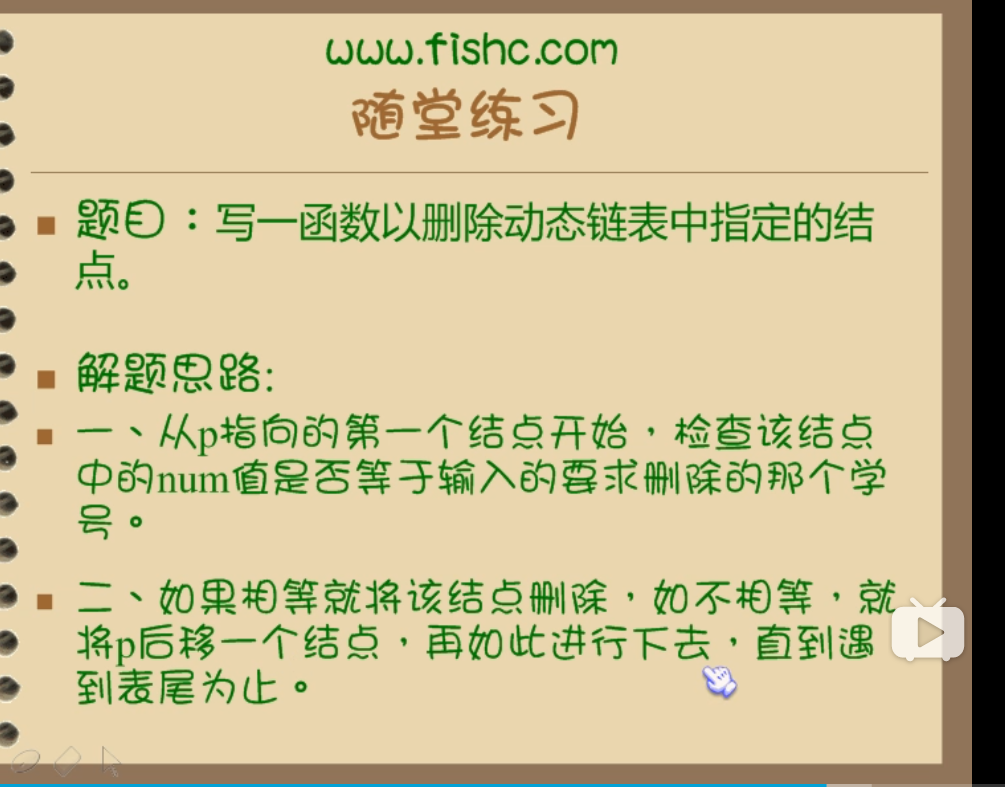 www.fishc.com
随堂练习
题目：写一函数以删除动态链表中指定的结
点。
解题思路:
一、从p指向的第一个结点开始，检查该结点
中的num值是否等于输入的要求删除的那个学
号。
二、如果相等就将该结点删除，如不相等，就
将p后移一个结点，再如此进行下去，直到遇
到表尾为止。